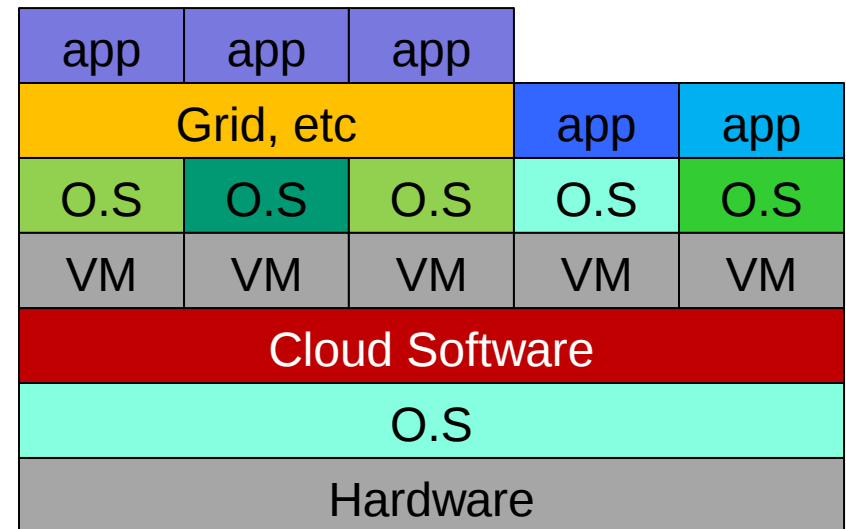 app app app
Grid, etc app app
O.S O.S O.S O.S O.S
VM VM VM VM VM
Cloud Software
O.S
Hardware